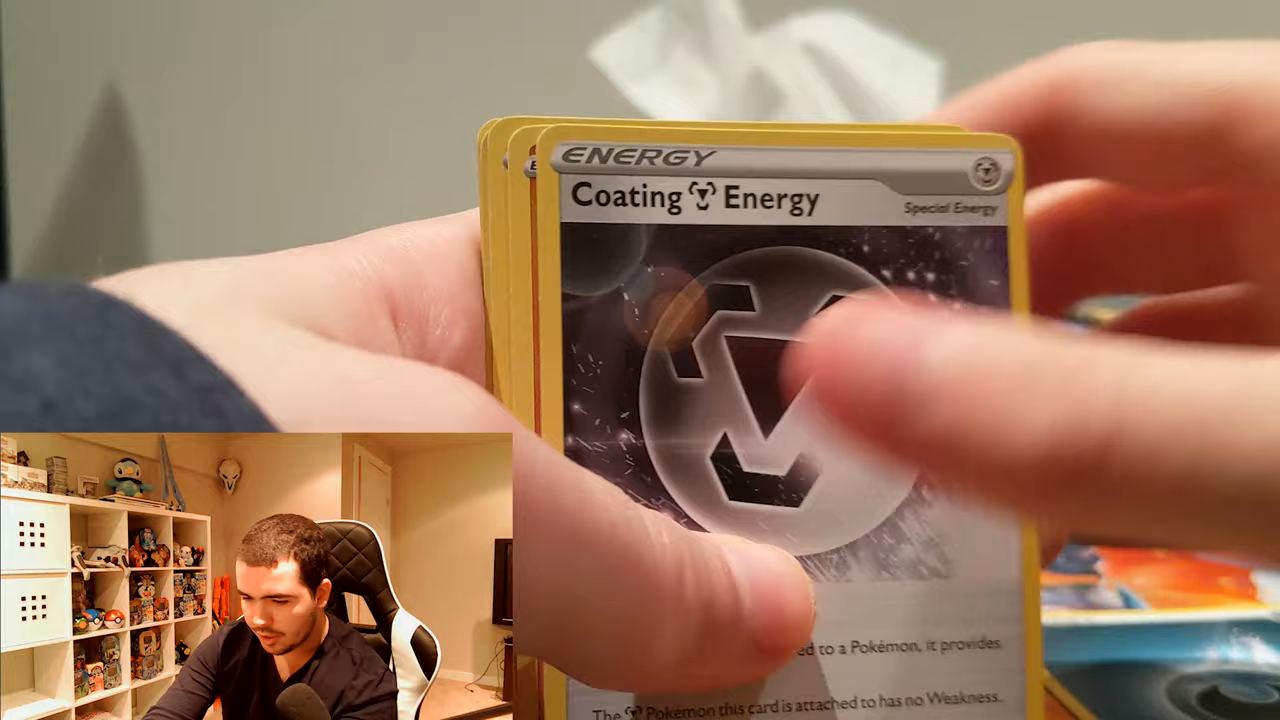 ENERGY
Coating Energy
Special Energy
ed to a Pokémon, it provides
The Pokémon this card is attached to has no Weakness.